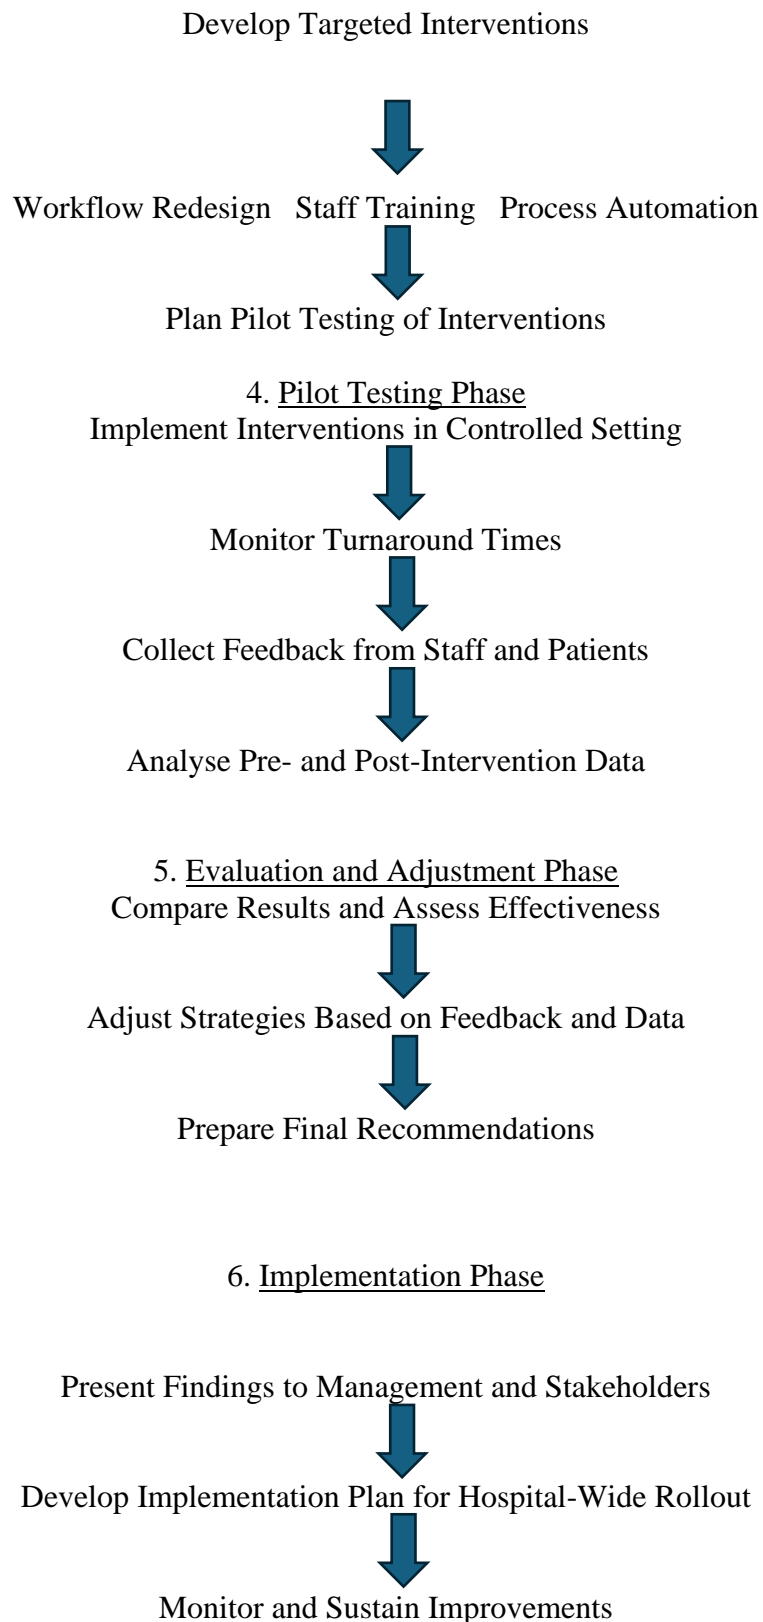 Develop Targeted Interventions
Workflow Redesign Staff Training Process Automation
Plan Pilot Testing of Interventions
4. Pilot Testing Phase
Implement Interventions in Controlled Setting
Monitor Turnaround Times
Collect Feedback from Staff and Patients
Analyse Pre- and Post-Intervention Data
5. Evaluation and Adjustment Phase
Compare Results and Assess Effectiveness
Adjust Strategies Based on Feedback and Data
Prepare Final Recommendations
6. Implementation Phase
Present Findings to Management and Stakeholders
Develop Implementation Plan for Hospital-Wide Rollout
Monitor and Sustain Improvements